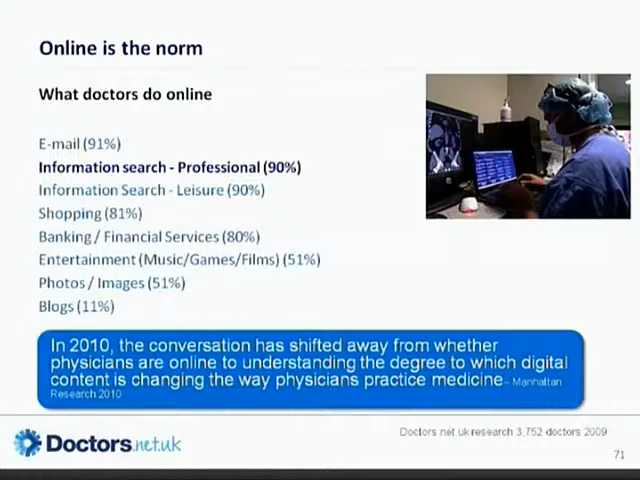 Online is the norm
What doctors do online
E-mail (91%)
Information search - Professional (90%)
Information Search - Leisure (90%)
Shopping (81%)
Banking / Financial Services (80%)
Entertainment (Music/Games/Films) (51%)
Photos / Images (51%)
Blogs (11%)
In 2010, the conversation has shifted away from whether
physicians are online to understanding the degree to which digital
content is changing the way physicians practice medicine – Manhattan
Research 2010
Doctors.net.uk research 3,752 doctors 2009
Doctors.net.uk
71